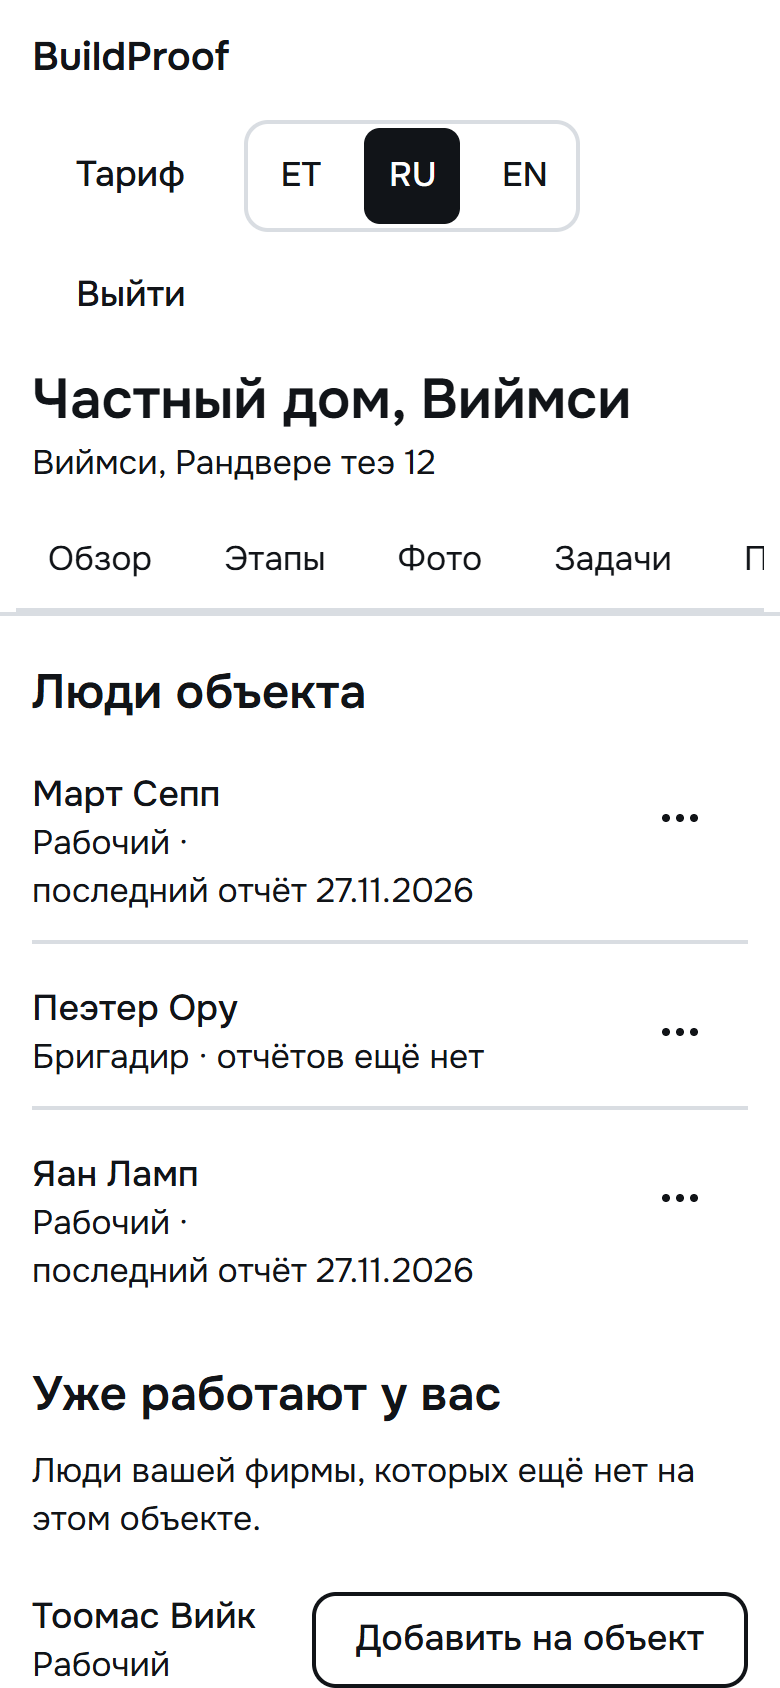 BuildProof
Тариф ET RU EN
Выйти
Частный дом, Виймси
Виймси, Рандвере теэ 12
Обзор Этапы Фото Задачи
Люди объекта
Март Сепп
Рабочий ·
последний отчёт 27.11.2026
Пеэтер Ору
Бригадир · отчётов ещё нет
Яан Ламп
Рабочий ·
последний отчёт 27.11.2026
Уже работают у вас
Люди вашей фирмы, которых ещё нет на
этом объекте.
Тоомас Вийк
Рабочий
Добавить на объект